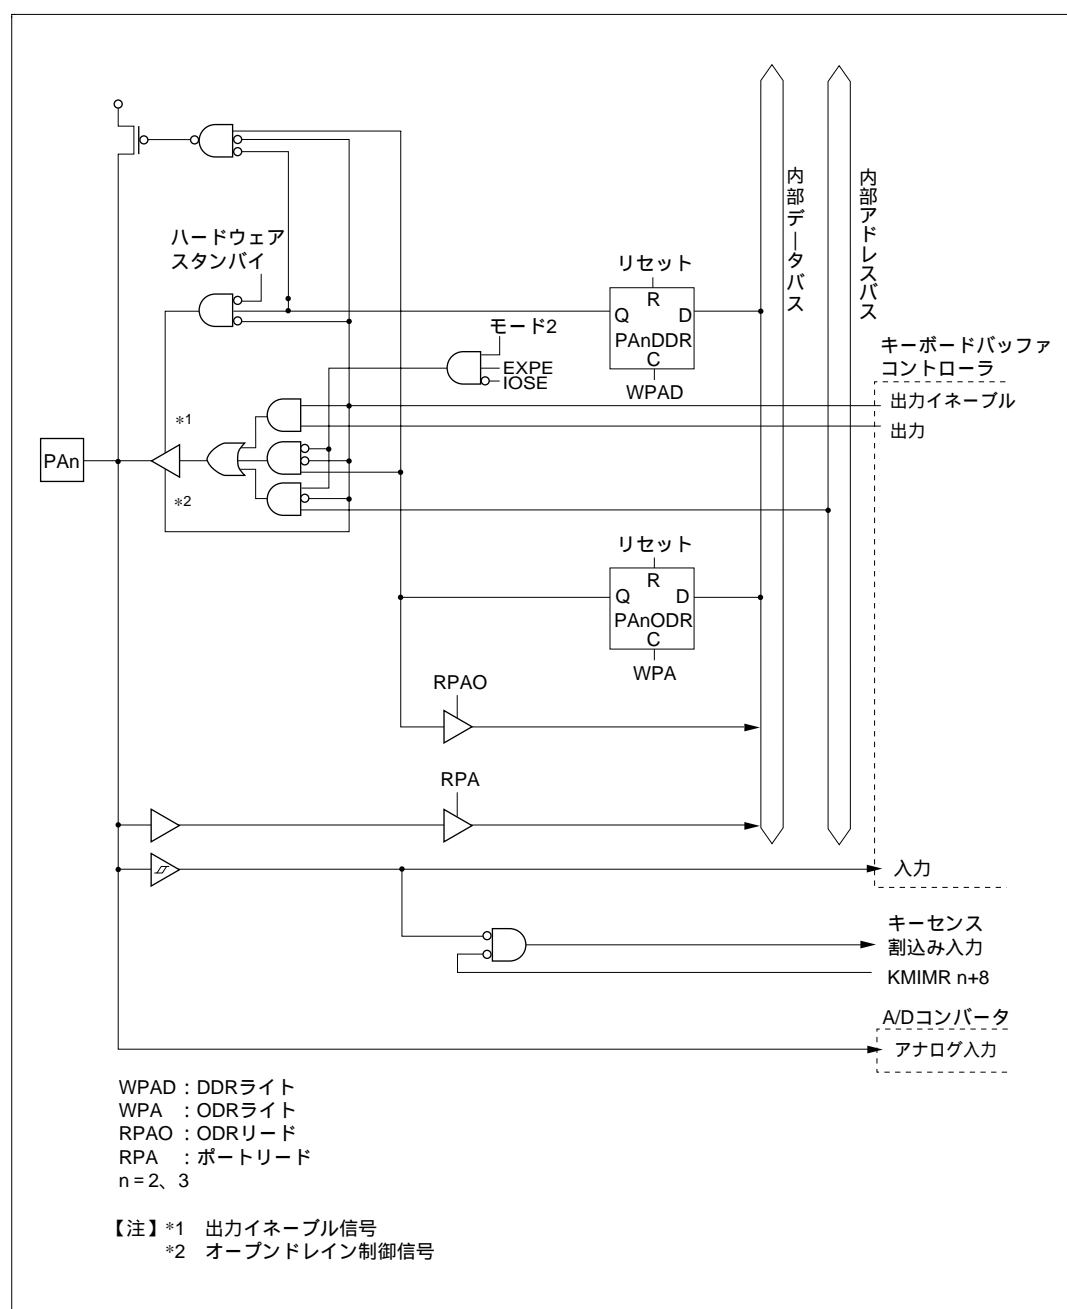 内部データバス
内部アドレスバス
ハードウェア
スタンバイ
リセット
R
Q D
PAnDDR
C
WPAD
モード2
EXPE
IOSE
キーボードバッファ
コントローラ
出力イネーブル
出力
*1
PAn
*2
リセット
R
Q D
PAnODR
C
WPA
RPAO
RPA
入力
キーセンス
割込み入力
KMIMR n+8
A/Dコンバータ
アナログ入力
WPAD : DDRライト
WPA : ODRライト
RPAO : ODRリード
RPA : ポートリード
n = 2、3
【注】*1 出力イネーブル信号
*2 オープンドレイン制御信号